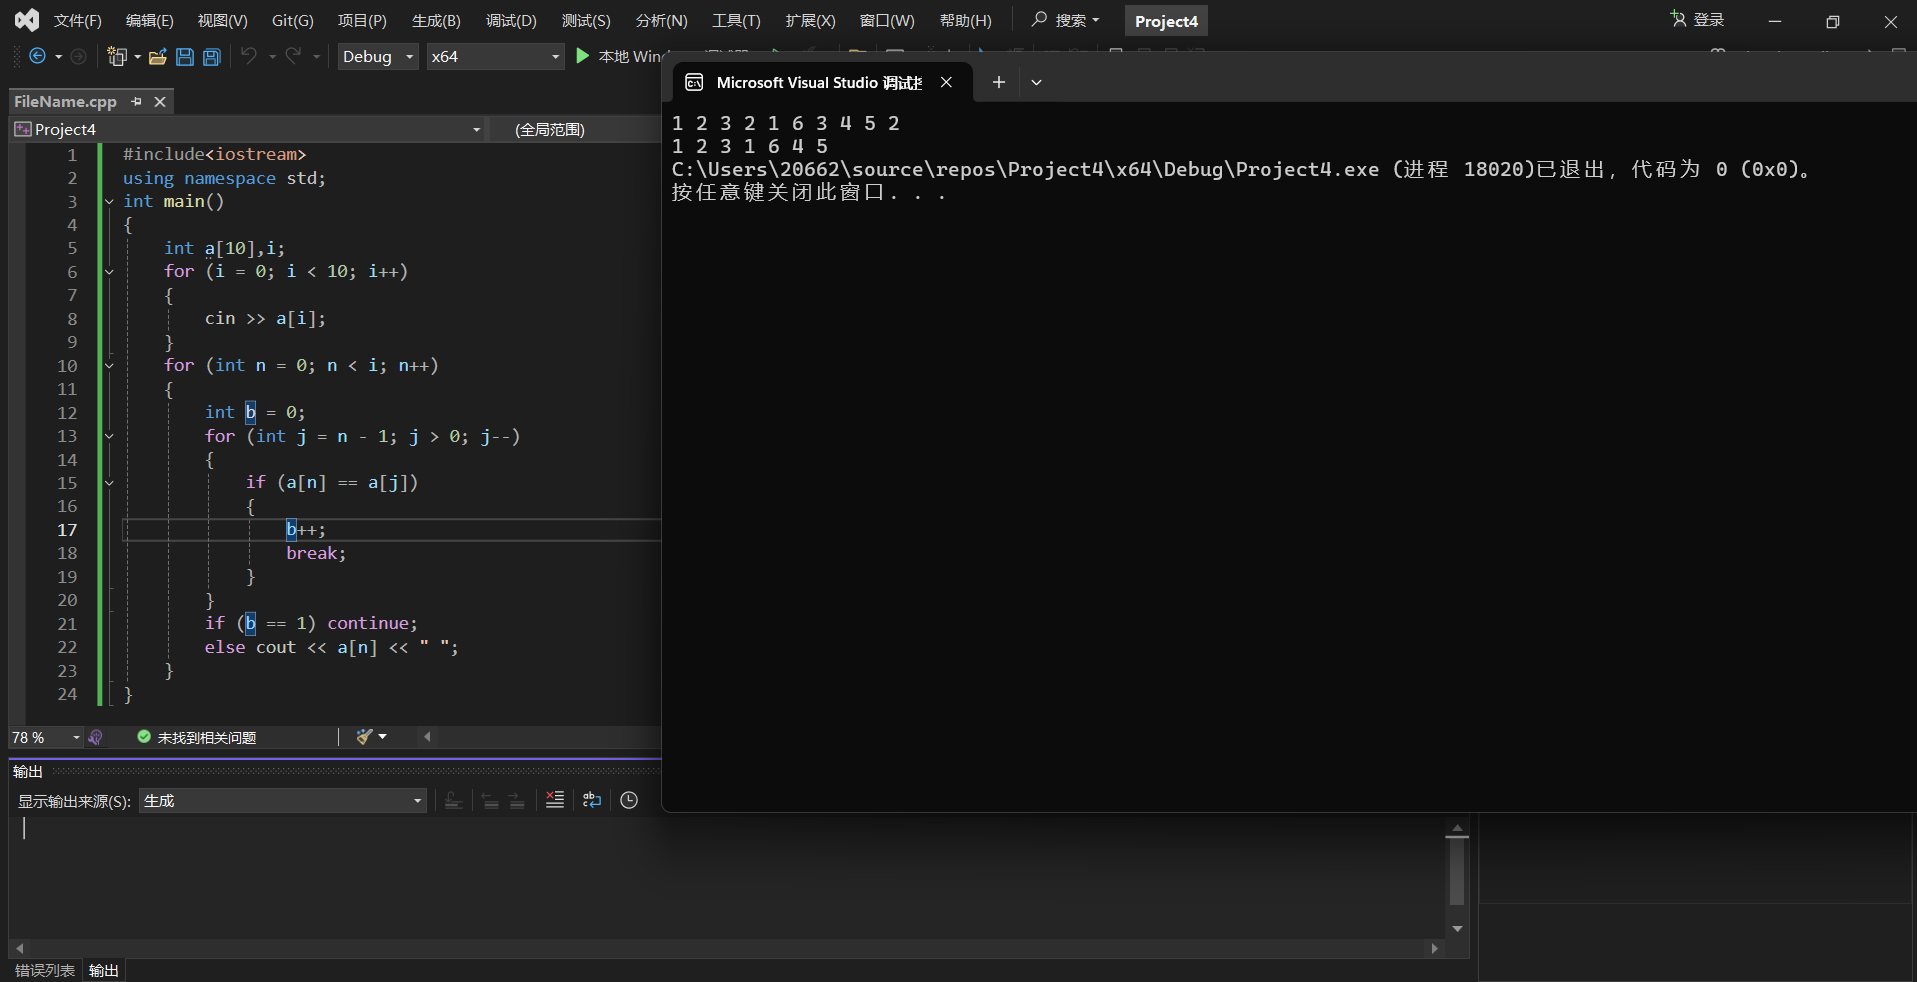 文件(F) 编辑(E) 视图(V) Git(G) 项目(P) 生成(B) 调试(D) 测试(S) 分析(N) 工具(T) 扩展(X) 窗口(W) 帮助(H) 搜索 Project4 登录
Debug x64 本地
FileName.cpp
Project4 (全局范围)
1 #include<iostream>
2 using namespace std;
3 int main()
4 {
5 int a[10],i;
6 for (i = 0; i < 10; i++)
7 {
8 cin >> a[i];
9 }
10 for (int n = 0; n < i; n++)
11 {
12 int b = 0;
13 for (int j = n - 1; j > 0; j--)
14 {
15 if (a[n] == a[j])
16 {
17 b++;
18 break;
19 }
20 }
21 if (b == 1) continue;
22 else cout << a[n] << " ";
23 }
24 }
78 % 未找到相关问题
输出
显示输出来源(S): 生成
错误列表 输出
Microsoft Visual Studio 调试
1 2 3 2 1 6 3 4 5 2
1 2 3 1 6 4 5
C:\Users\20662\source\repos\Project4\x64\Debug\Project4.exe (进程 18020)已退出，代码为 0 (0x0)。
按任意键关闭此窗口. . .